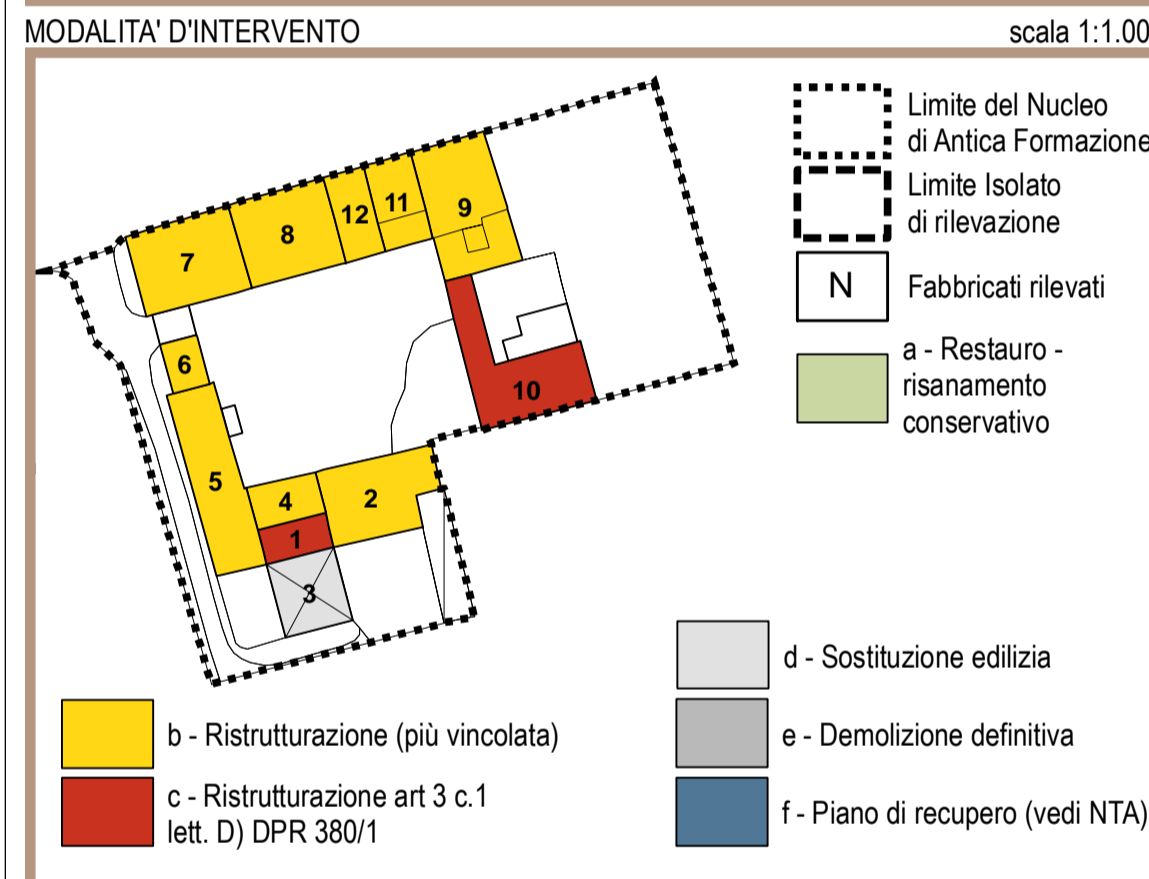 MODALITA' D'INTERVENTO
scala 1:1.00
Limite del Nucleo
di Antica Formazione
Limite Isolato
di rilevazione
N
Fabbricati rilevati
a - Restauro -
risanamento
conservativo
7
8
12
11
9
6
10
5
4
2
1
3
b - Ristrutturazione (più vincolata)
c - Ristrutturazione art 3 c.1
lett. D) DPR 380/1
d - Sostituzione edilizia
e - Demolizione definitiva
f - Piano di recupero (vedi NTA)